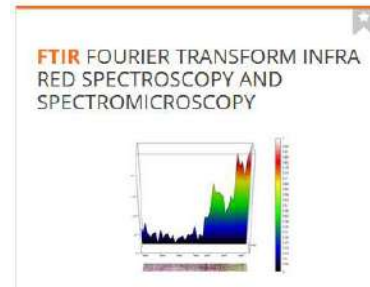 FTIR FOURIER TRANSFORM INFRA
RED SPECTROSCOPY AND
SPECTROMICROSCOPY